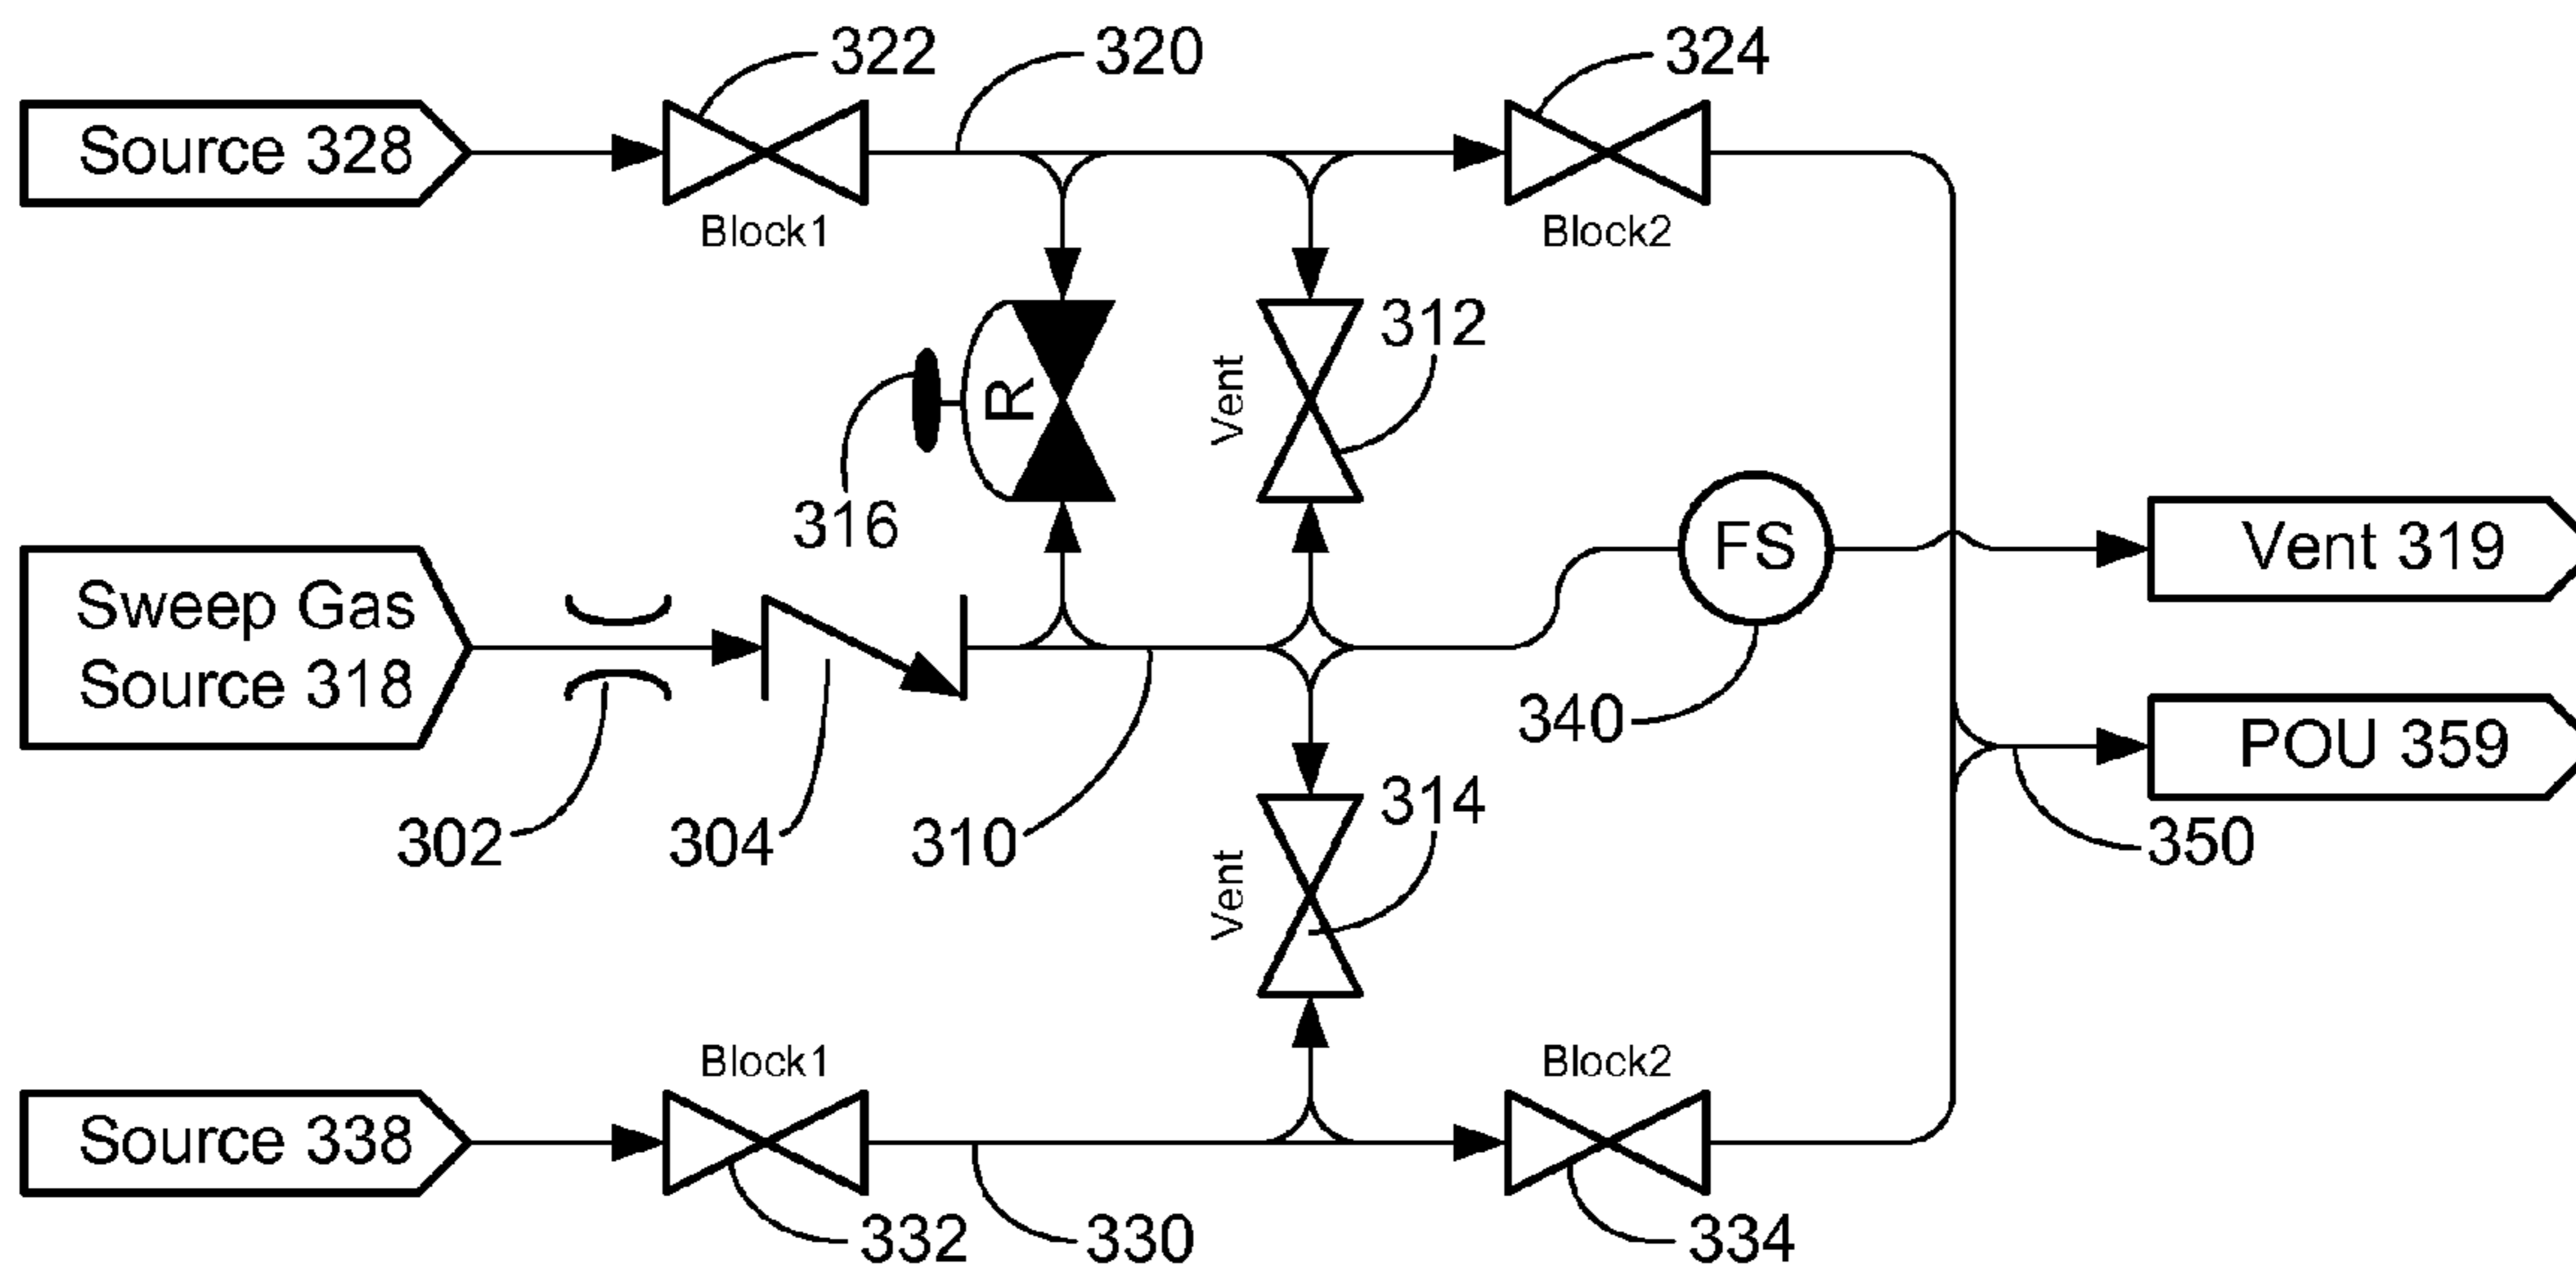 322
320
324
Source 328
Block1
Block2
R
316
Vent
312
Sweep Gas
Source 318
FS
Vent 319
340
POU 359
302
304
310
314
350
Vent
Block1
Block2
Source 338
332
330
334